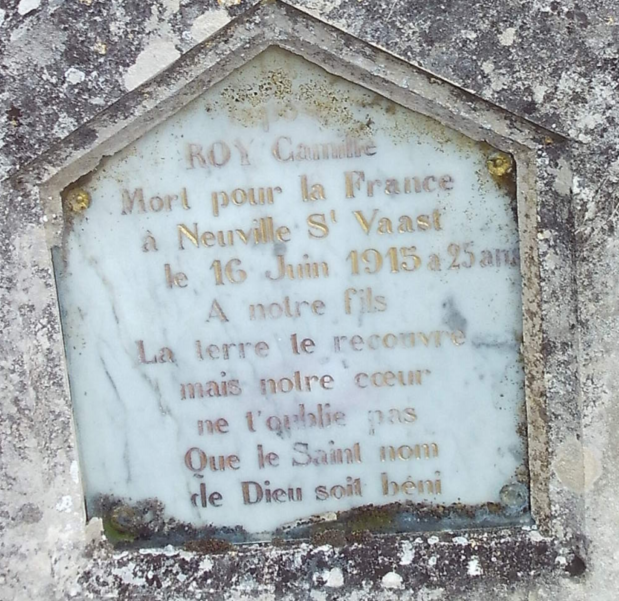 ROY Camille
Mort pour la France
à Neuville St Vaast
le 16 Juin 1915 a 25 ans
A notre fils
La terre te recouvre
mais notre cœur
ne t'oublie pas
Que le Saint nom
de Dieu soit béni